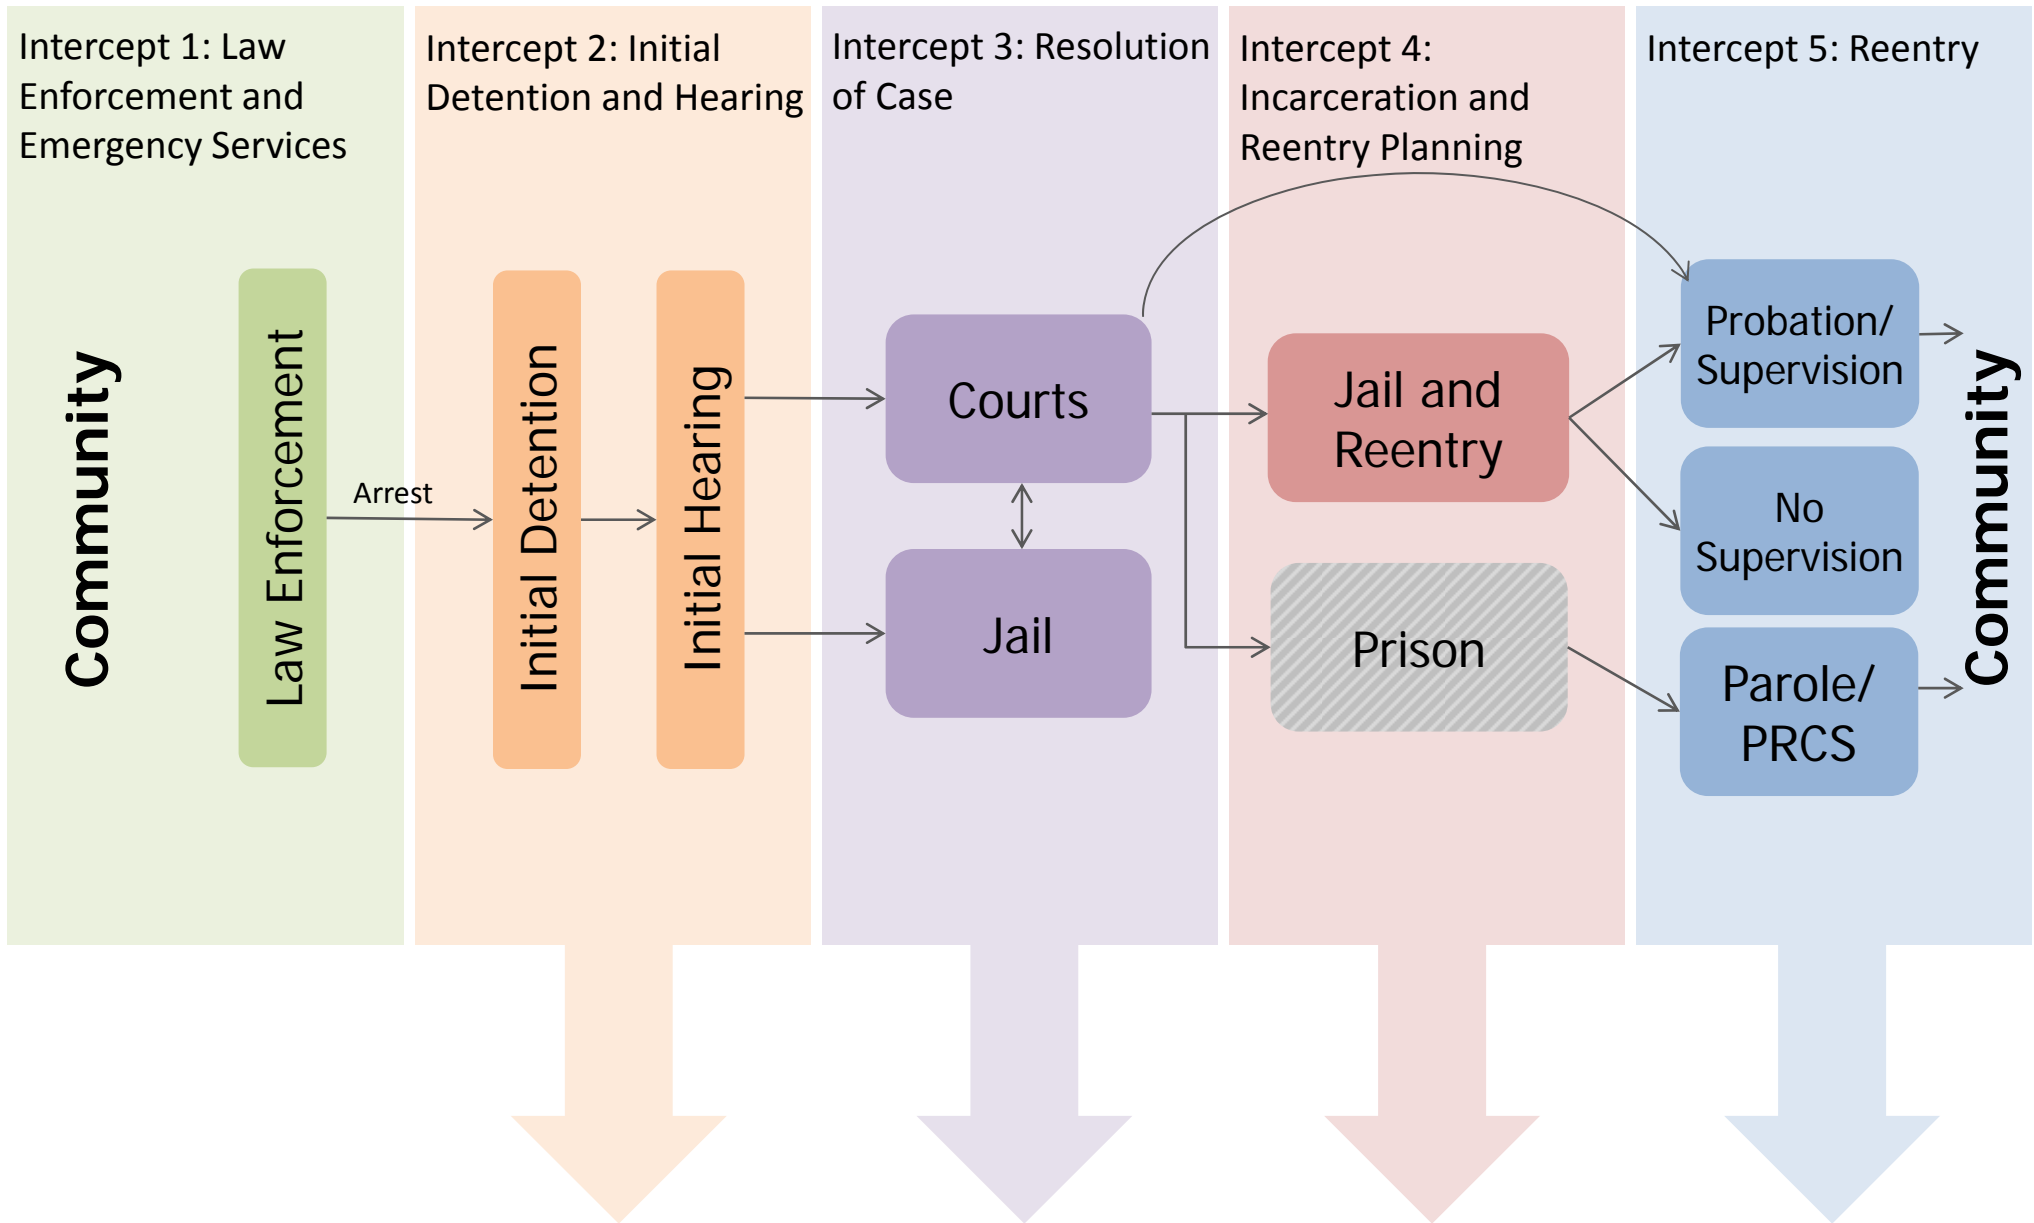 Intercept 1: Law
Enforcement and
Emergency Services
Intercept 2: Initial
Detention and Hearing
Intercept 3: Resolution
of Case
Intercept 4:
Incarceration and
Reentry Planning
Intercept 5: Reentry
Community
Law Enforcement
Arrest
Initial Detention
Initial Hearing
Courts
Jail
Jail and
Reentry
Prison
Probation/
Supervision
No
Supervision
Parole/
PRCS
Community